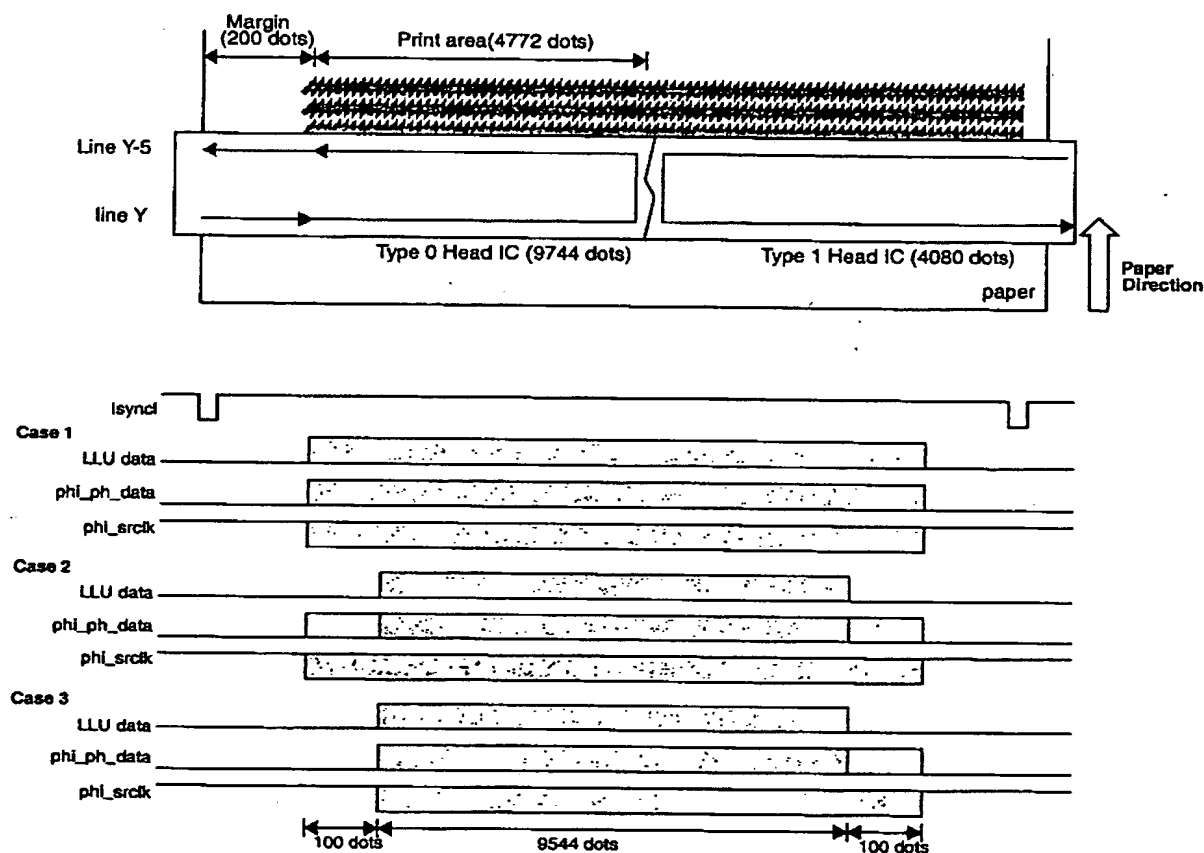 Margin
(200 dots)
Print area(4772 dots)
Line Y-5
line Y
Type 0 Head IC (9744 dots)
Type 1 Head IC (4080 dots)
paper
Paper
Direction
lsyncl
Case 1
LLU data
phi_ph_data
phi_srclk
Case 2
LLU data
phi_ph_data
phi_srclk
Case 3
LLU data
phi_ph_data
phi_srclk
100 dots
9544 dots
100 dots